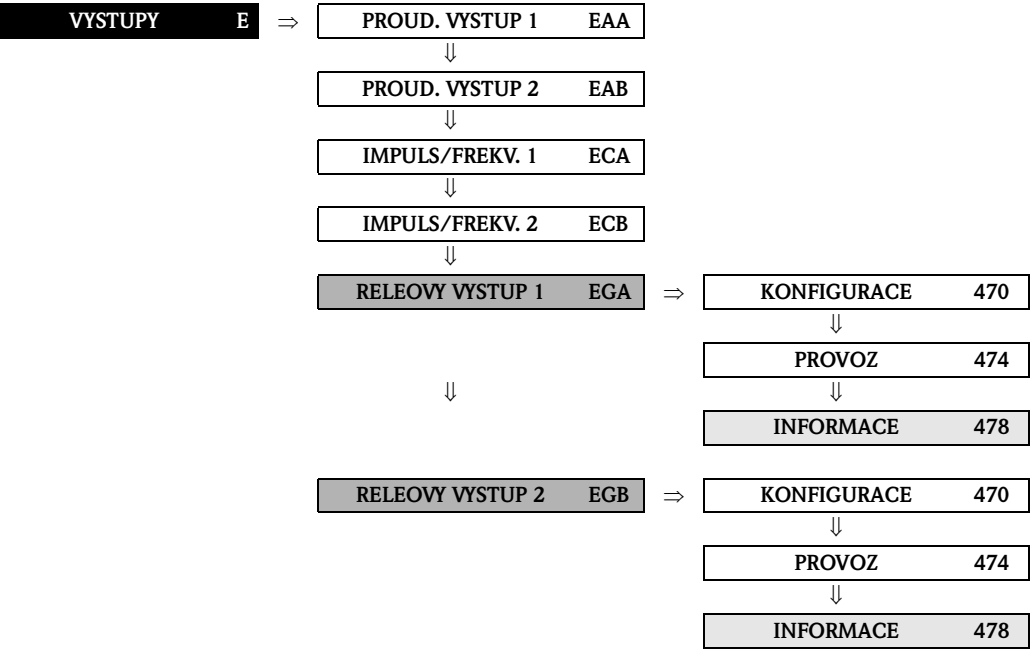 VYSTUPY E ⇒ PROUD. VYSTUP 1 EAA
⇓
PROUD. VYSTUP 2 EAB
⇓
IMPULS/FREKV. 1 ECA
⇓
IMPULS/FREKV. 2 ECB
⇓
RELEOVY VYSTUP 1 EGA ⇒ KONFIGURACE 470
⇓
PROVOZ 474
⇓ ⇓
INFORMACE 478
RELEOVY VYSTUP 2 EGB ⇒ KONFIGURACE 470
⇓
PROVOZ 474
⇓
INFORMACE 478